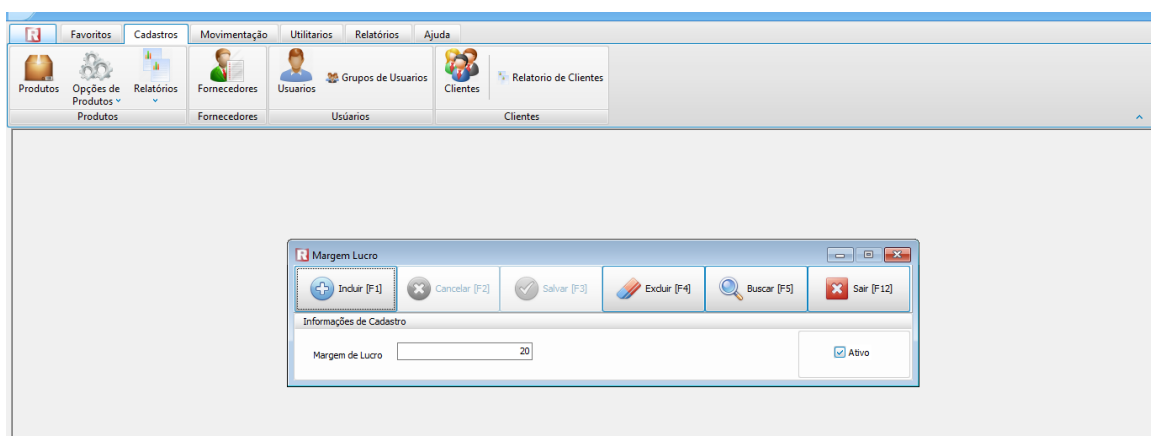 R Favoritos Cadastros Movimentação Utilitarios Relatórios Ajuda
Produtos Opções de Produtos Relatórios Fornecedores Usuarios Grupos de Usuarios Clientes Relatorio de Clientes
Produtos Fornecedores Usúarios Clientes
R Margem Lucro
Incluir [F1] Cancelar [F2] Salvar [F3] Excluir [F4] Buscar [F5] Sair [F12]
Informações de Cadastro
Margem de Lucro 20 Ativo